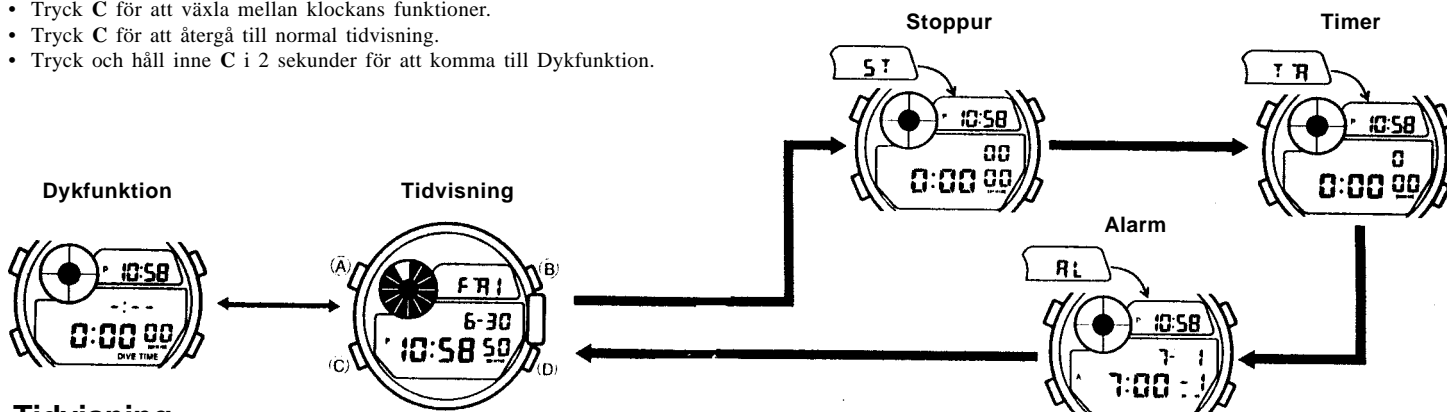 • Tryck C för att växla mellan klockans funktioner.
• Tryck C för att återgå till normal tidvisning.
• Tryck och håll inne C i 2 sekunder för att komma till Dykfunktion.
Stoppur
Timer
ST
TR
P 10:58
00
0:00 00
P 10:58
0
0:00 00
Dykfunktion
Tidvisning
Alarm
AL
P 10:58
-:--
0:00 00
DIVE TIME
(A)
(B)
(C)
(D)
FRI
6-30
P 10:58 50
P 10:58
7- 1
A 7:00 :1
Tidvisning